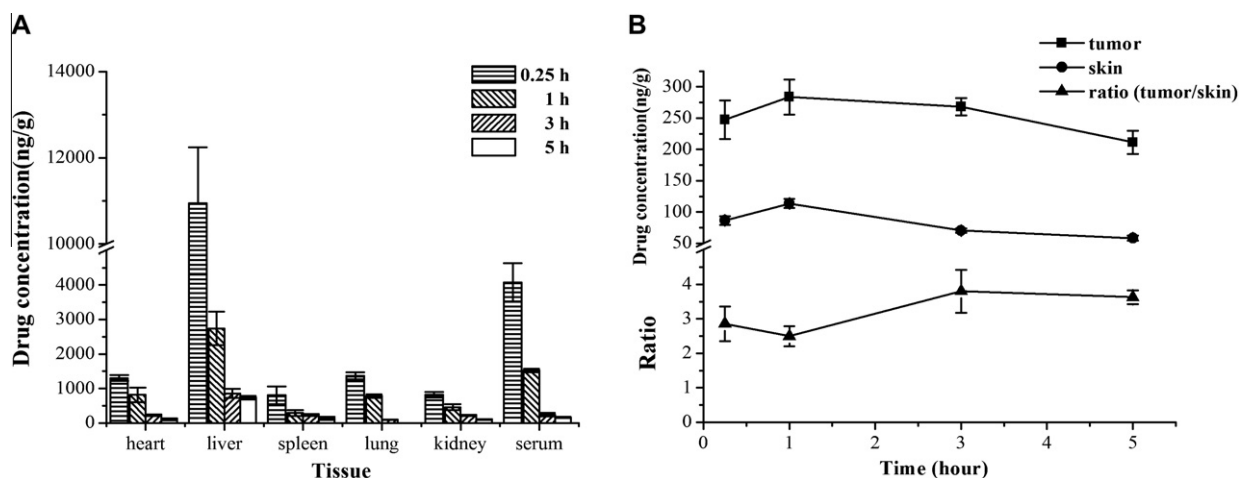 A
Drug concentration(ng/g)
14000
12000
10000
4000
3000
2000
1000
0
0.25 h
1 h
3 h
5 h
heart liver spleen lung kidney serum
Tissue
B
tumor
skin
ratio (tumor/skin)
Drug concentration(ng/g)
300
250
200
150
100
50
Ratio
4
3
2
1
0
0 1 2 3 4 5
Time (hour)